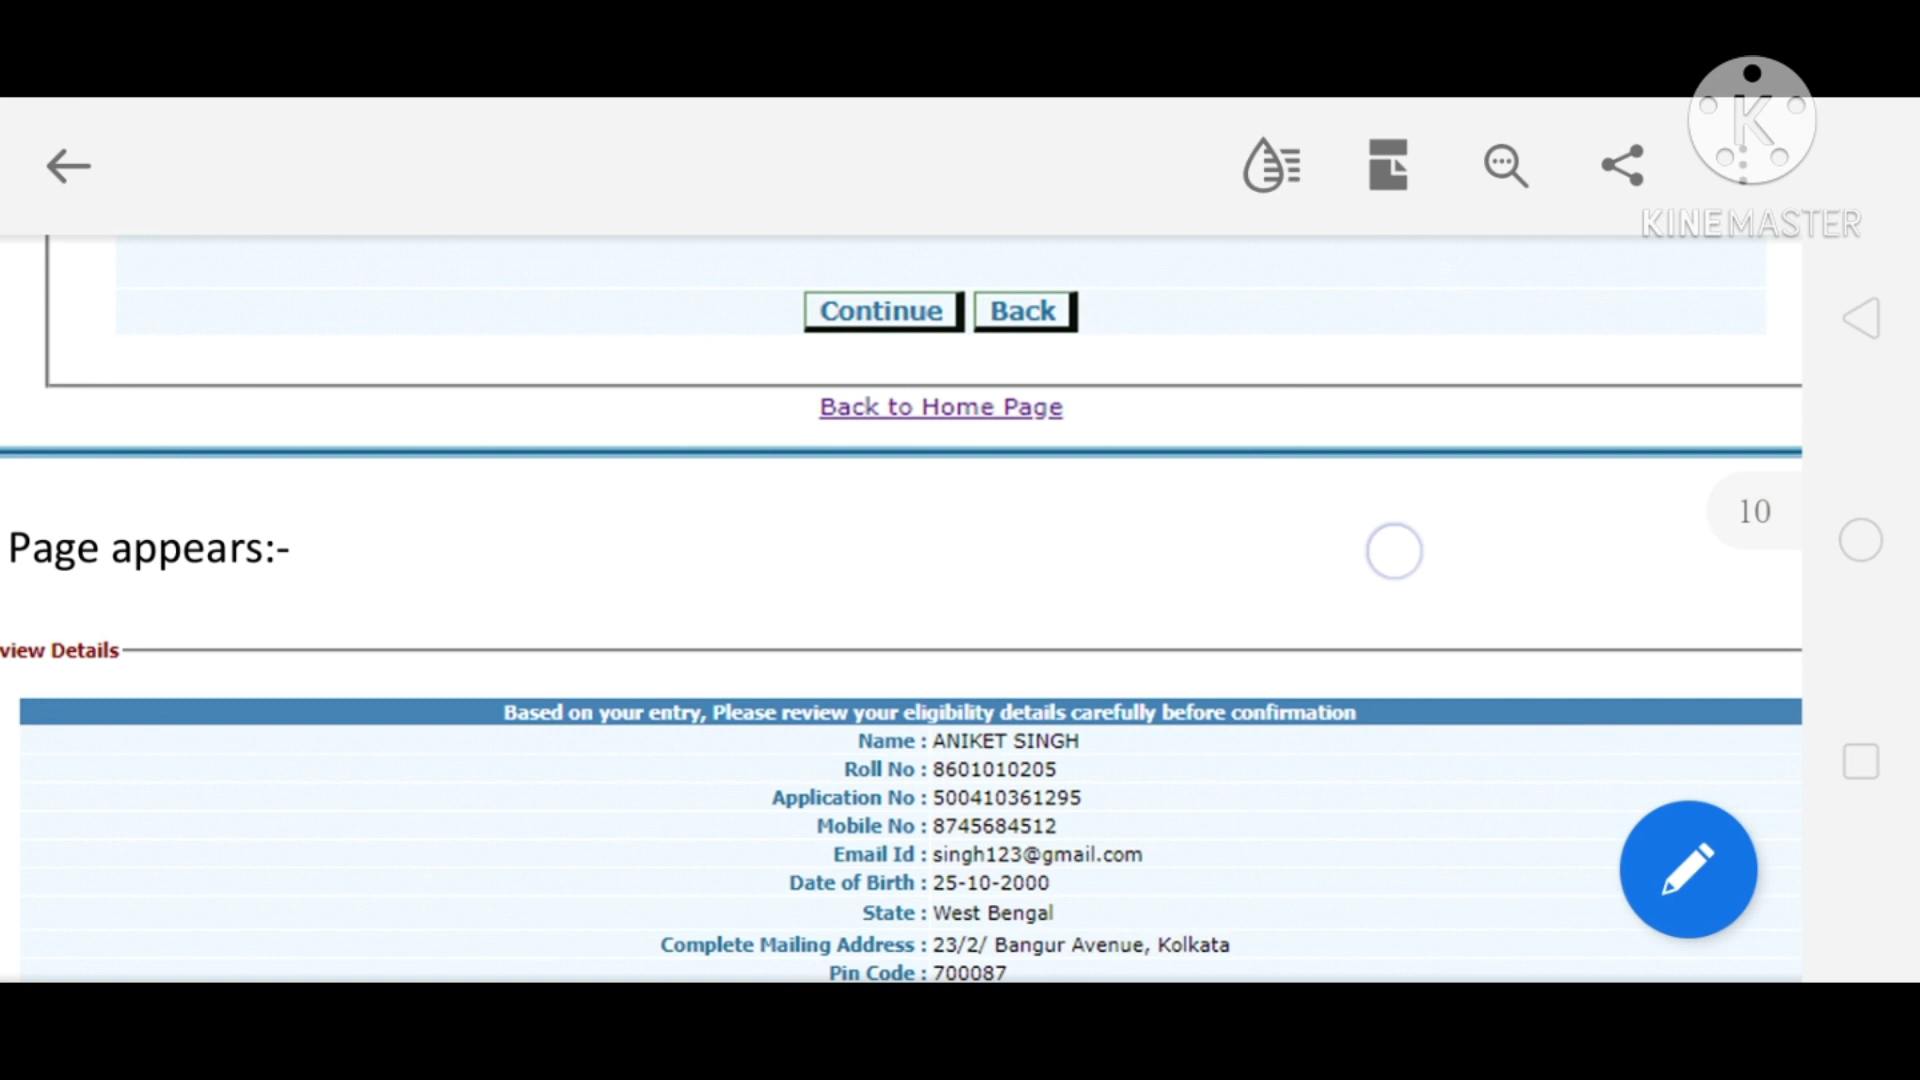 K
KINEMASTER
Continue Back
Back to Home Page
10
Page appears:-
view Details
Based on your entry, Please review your eligibility details carefully before confirmation
Name : ANIKET SINGH
Roll No : 8601010205
Application No : 500410361295
Mobile No : 8745684512
Email Id : singh123@gmail.com
Date of Birth : 25-10-2000
State : West Bengal
Complete Mailing Address : 23/2/ Bangur Avenue, Kolkata
Pin Code : 700087